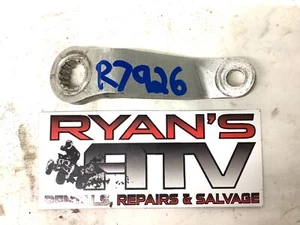 R7926
RYAN'S
ATV
RENTALS, REPAIRS & SALVAGE